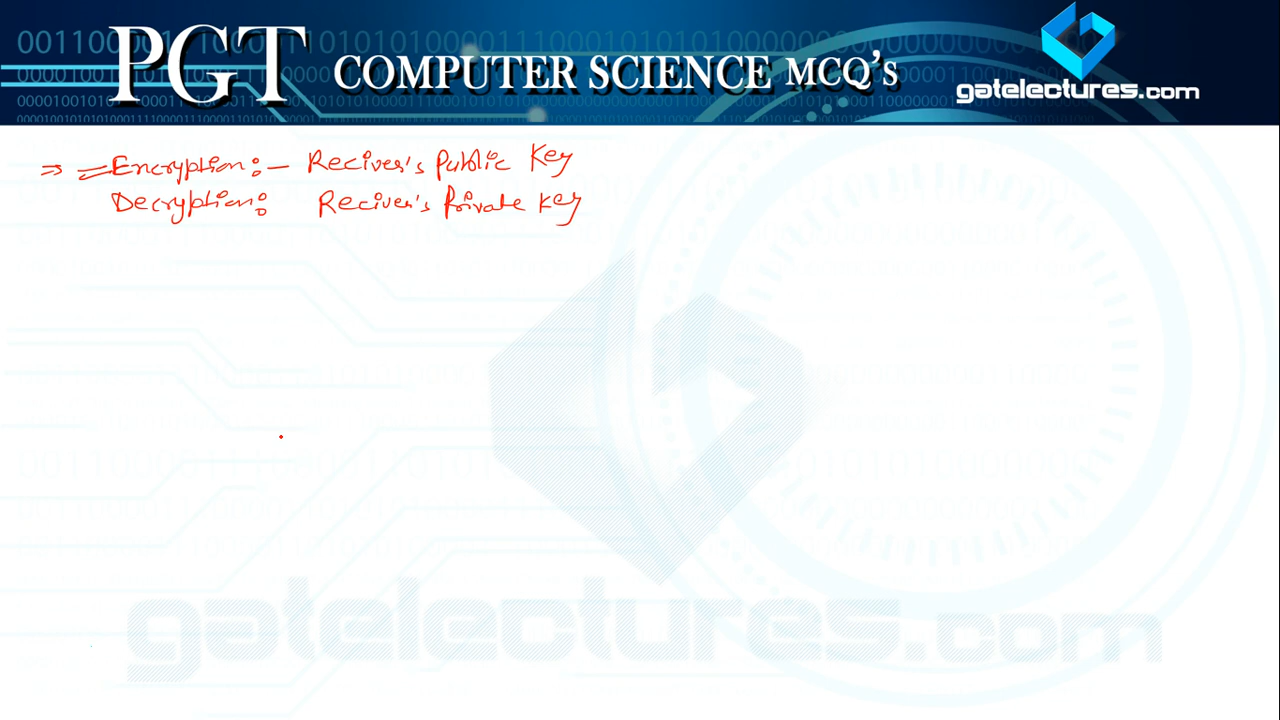 PGT COMPUTER SCIENCE MCQ'S
gatelectures.com
⇒ Encryption:- Reciver's Public Key
Decryption: Reciver's Private Key
gatelectures.com